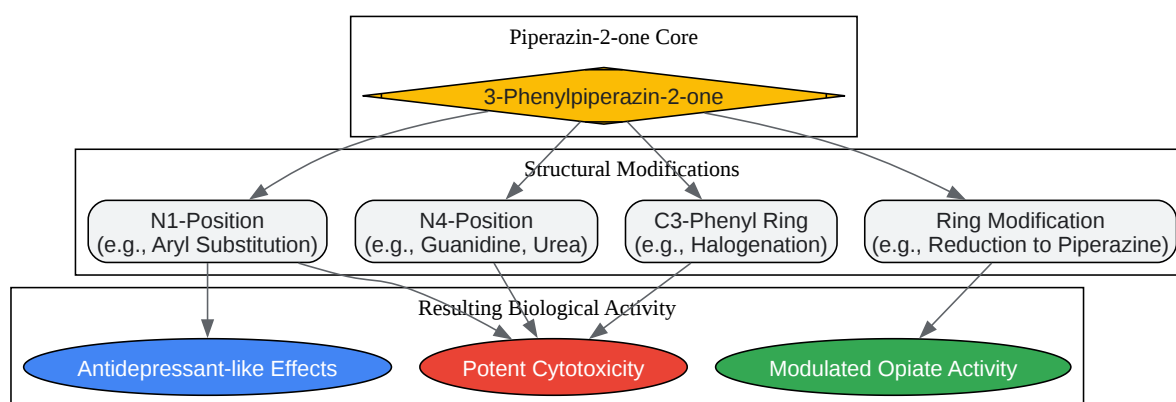 Piperazin-2-one Core
3-Phenylpiperazin-2-one
Structural Modifications
N1-Position
(e.g., Aryl Substitution)
N4-Position
(e.g., Guanidine, Urea)
C3-Phenyl Ring
(e.g., Halogenation)
Ring Modification
(e.g., Reduction to Piperazine)
Resulting Biological Activity
Antidepressant-like Effects
Potent Cytotoxicity
Modulated Opiate Activity